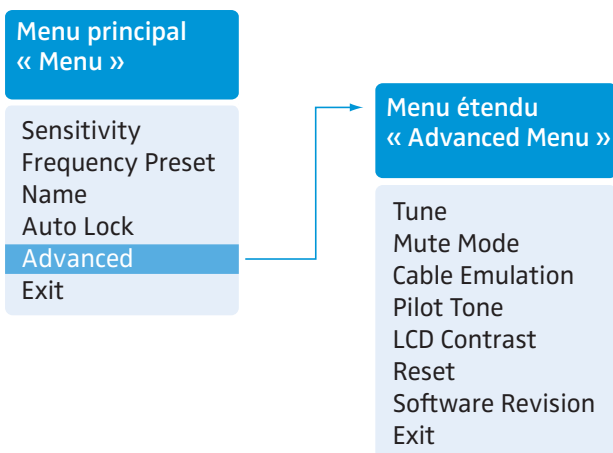 Menu principal
« Menu »
Sensitivity
Frequency Preset
Name
Auto Lock
Advanced
Exit
Menu étendu
« Advanced Menu »
Tune
Mute Mode
Cable Emulation
Pilot Tone
LCD Contrast
Reset
Software Revision
Exit